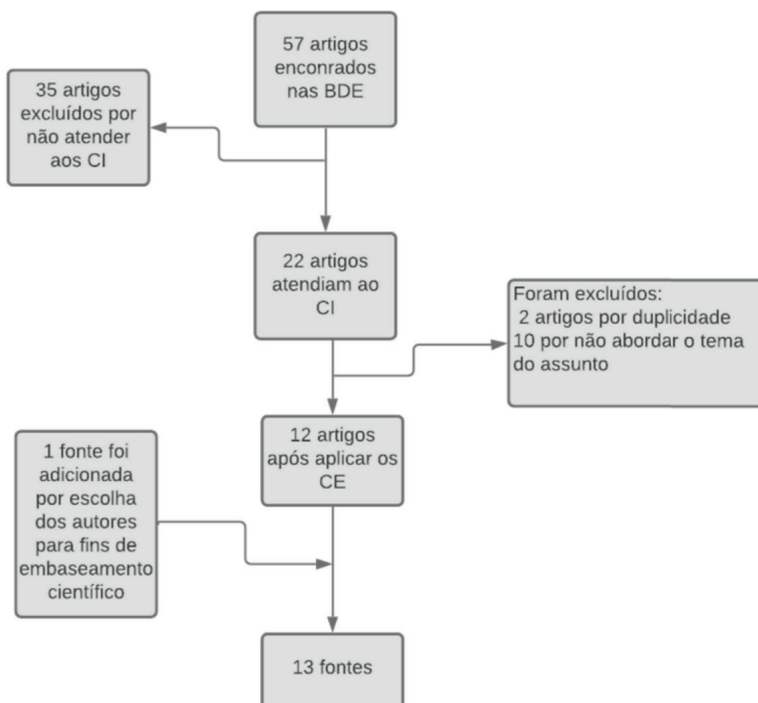 57 artigos
enconrados
nas BDE
35 artigos
excluídos por
não atender
aos CI
22 artigos
atendiam ao
CI
Foram excluídos:
2 artigos por duplicidade
10 por não abordar o tema
do assunto
12 artigos
após aplicar os
CE
1 fonte foi
adicionada
por escolha
dos autores
para fins de
embaseamento
científico
13 fontes